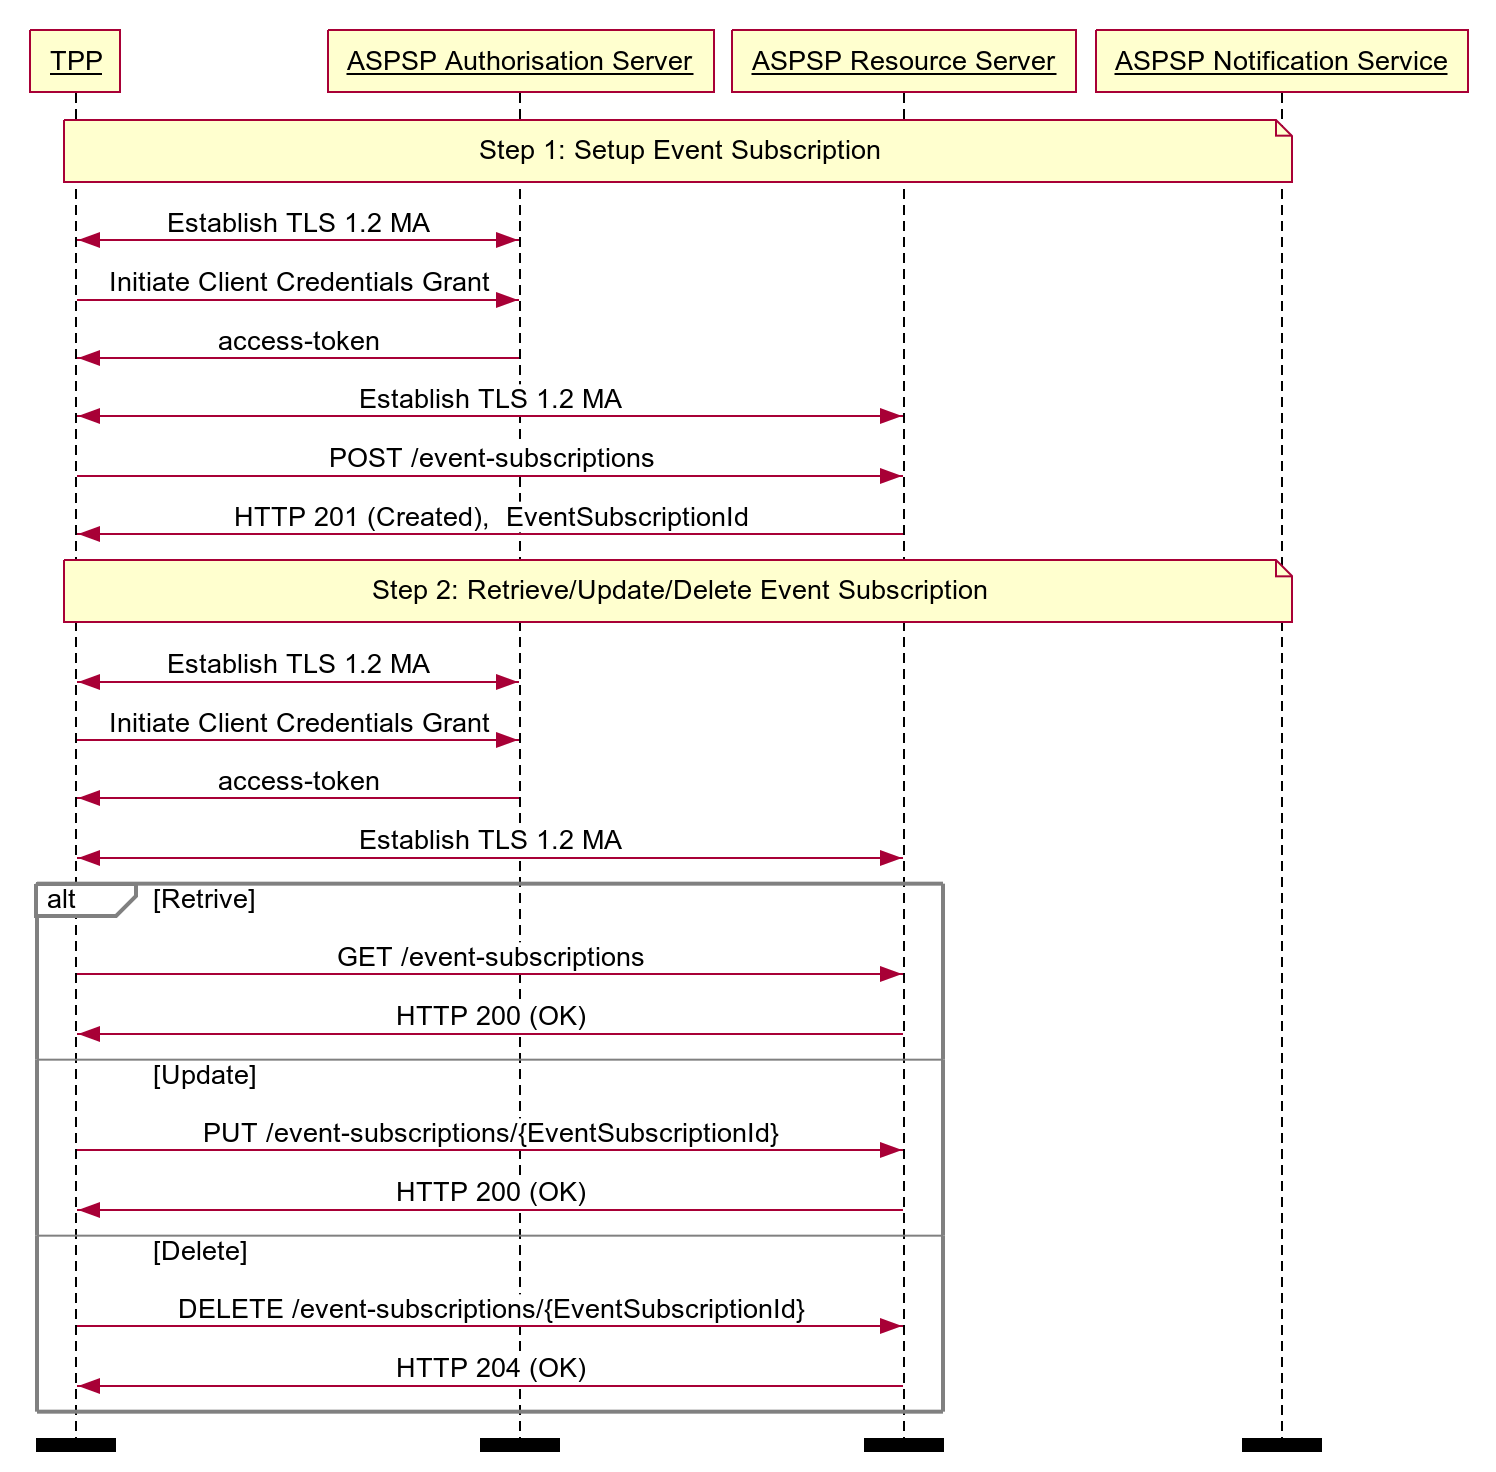 TPP
ASPSP Authorisation Server
ASPSP Resource Server
ASPSP Notification Service
Step 1: Setup Event Subscription
Establish TLS 1.2 MA
Initiate Client Credentials Grant
access-token
Establish TLS 1.2 MA
POST /event-subscriptions
HTTP 201 (Created),  EventSubscriptionId
Step 2: Retrieve/Update/Delete Event Subscription
Establish TLS 1.2 MA
Initiate Client Credentials Grant
access-token
Establish TLS 1.2 MA
alt
[Retrive]
GET /event-subscriptions
HTTP 200 (OK)
[Update]
PUT /event-subscriptions/{EventSubscriptionId}
HTTP 200 (OK)
[Delete]
DELETE /event-subscriptions/{EventSubscriptionId}
HTTP 204 (OK)